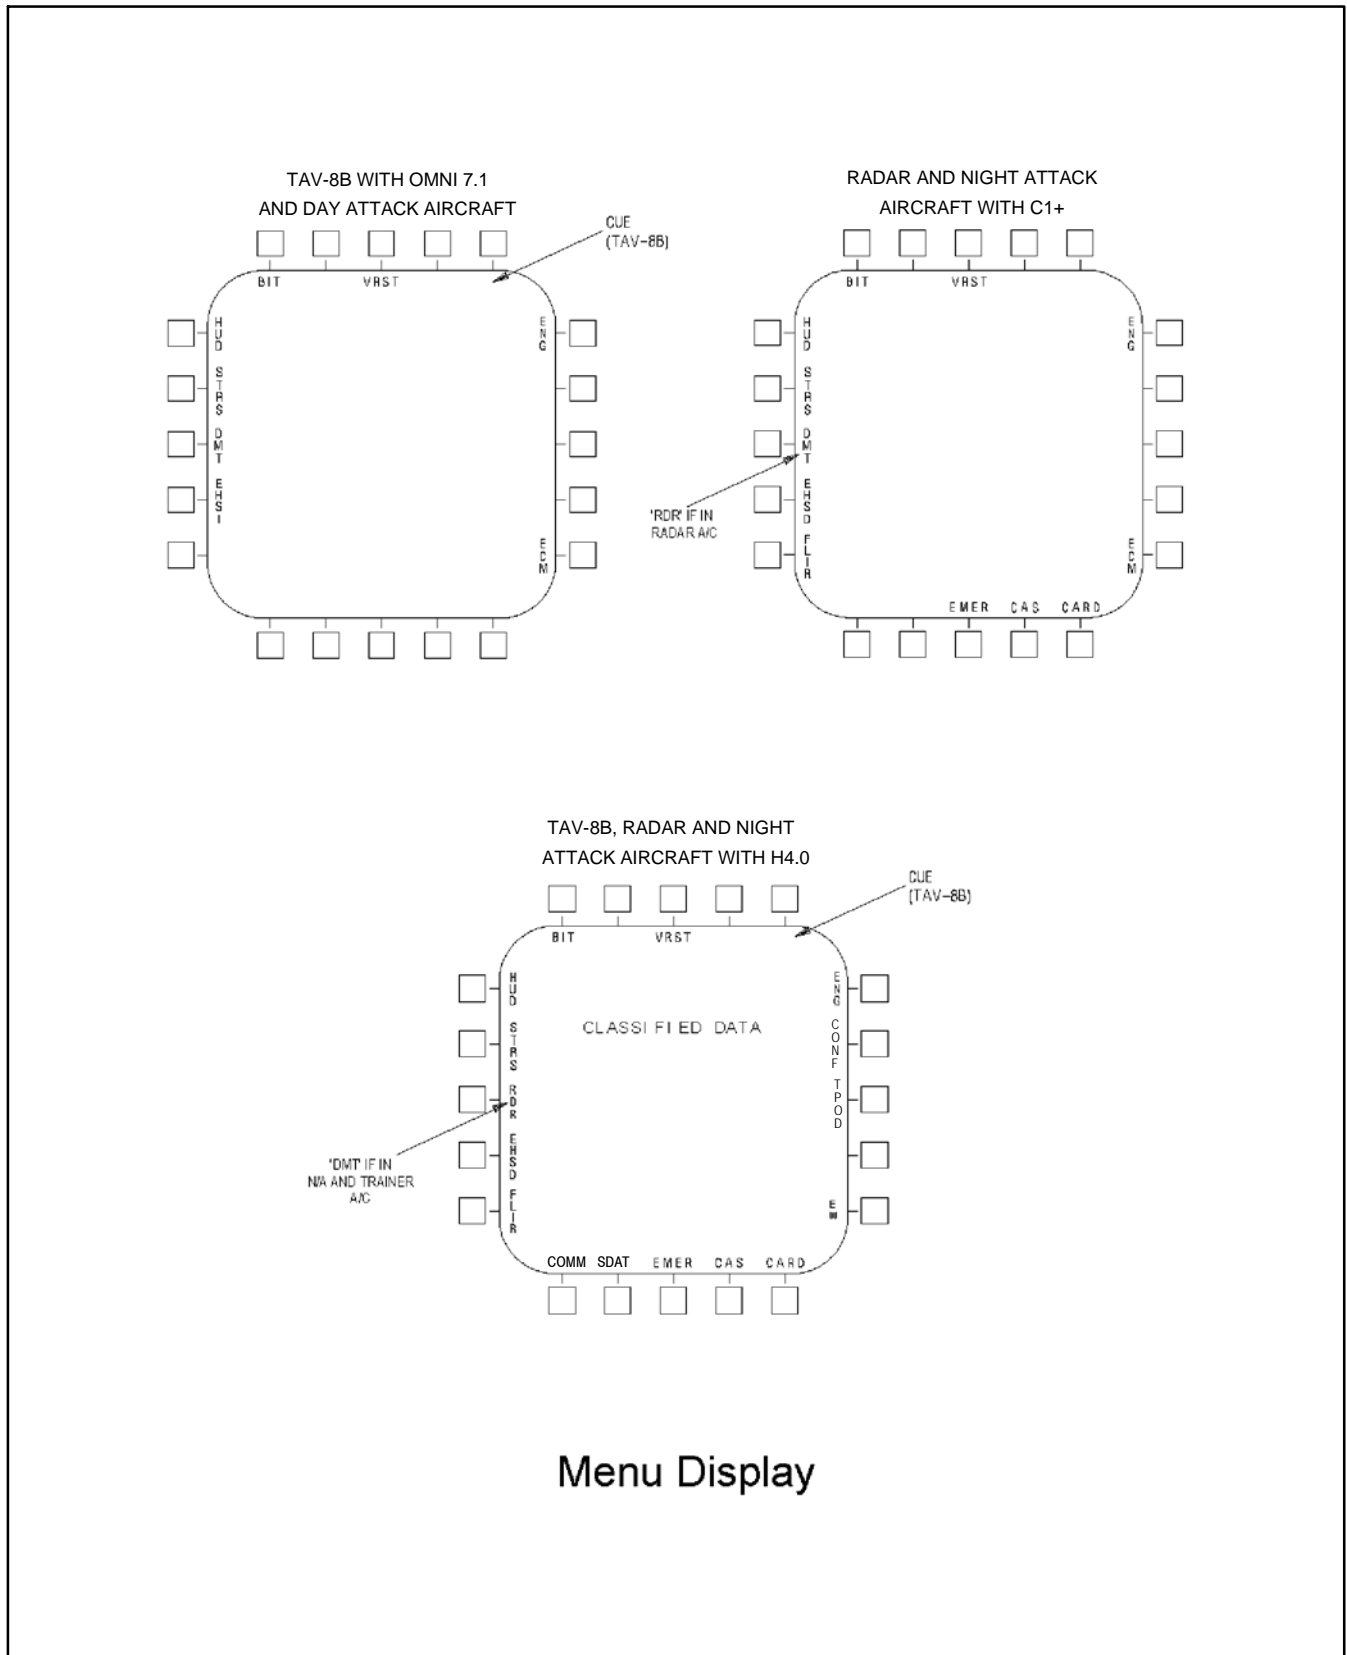 TAV-8B WITH OMNI 7.1
AND DAY ATTACK AIRCRAFT
CUE
(TAV-8B)
BIT
VRST
HUD
STRS
DMT
EHSI
ENG
ECM
RADAR AND NIGHT ATTACK
AIRCRAFT WITH C1+
BIT
VRST
HUD
STRS
DMT
EHSD
FLIR
ENG
ECM
'RDR' IF IN
RADAR A/C
EMER CAS CARD
TAV-8B, RADAR AND NIGHT
ATTACK AIRCRAFT WITH H4.0
CUE
(TAV-8B)
BIT
VRST
HUD
STRS
RDR
EHSD
FLIR
CLASSIFIED DATA
ENG
CONF
TPOD
'DMT' IF IN
N/A AND TRAINER
A/C
COMM SDAT EMER CAS CARD
Menu Display